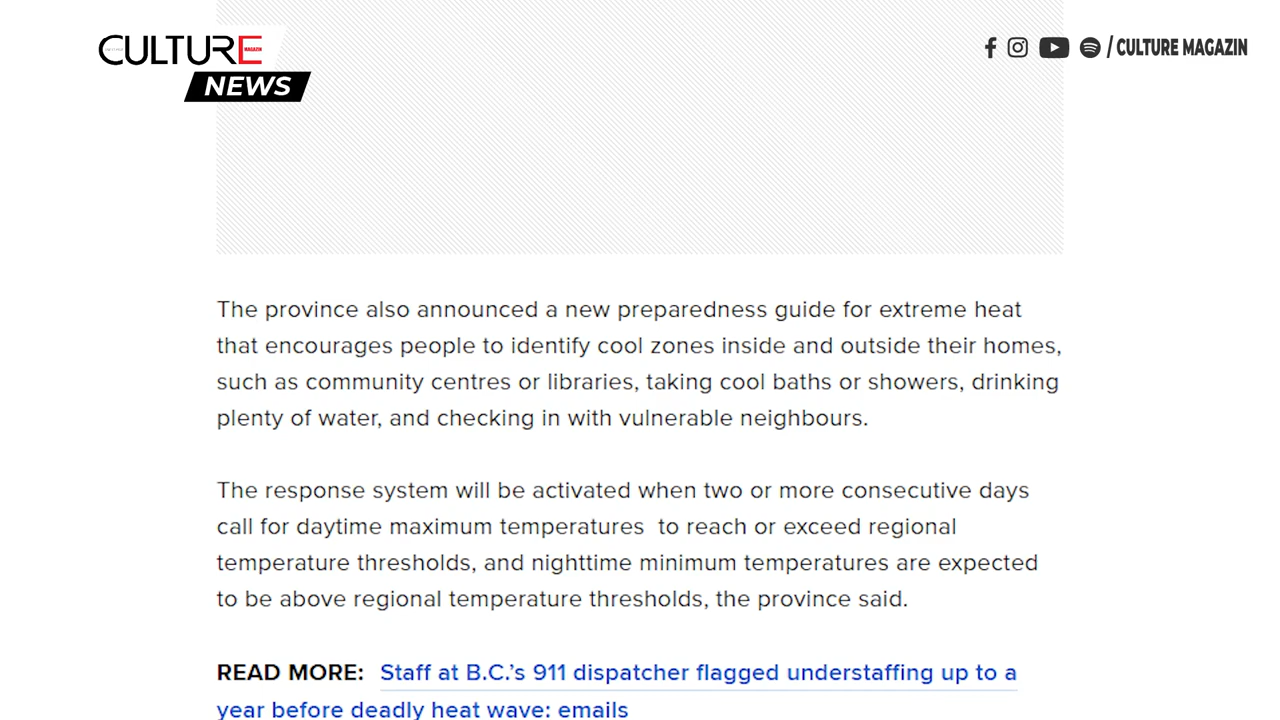 CULTURE MAGAZIN
NEWS
/ CULTURE MAGAZIN
The province also announced a new preparedness guide for extreme heat
that encourages people to identify cool zones inside and outside their homes,
such as community centres or libraries, taking cool baths or showers, drinking
plenty of water, and checking in with vulnerable neighbours.
The response system will be activated when two or more consecutive days
call for daytime maximum temperatures to reach or exceed regional
temperature thresholds, and nighttime minimum temperatures are expected
to be above regional temperature thresholds, the province said.
READ MORE: Staff at B.C.’s 911 dispatcher flagged understaffing up to a
year before deadly heat wave: emails